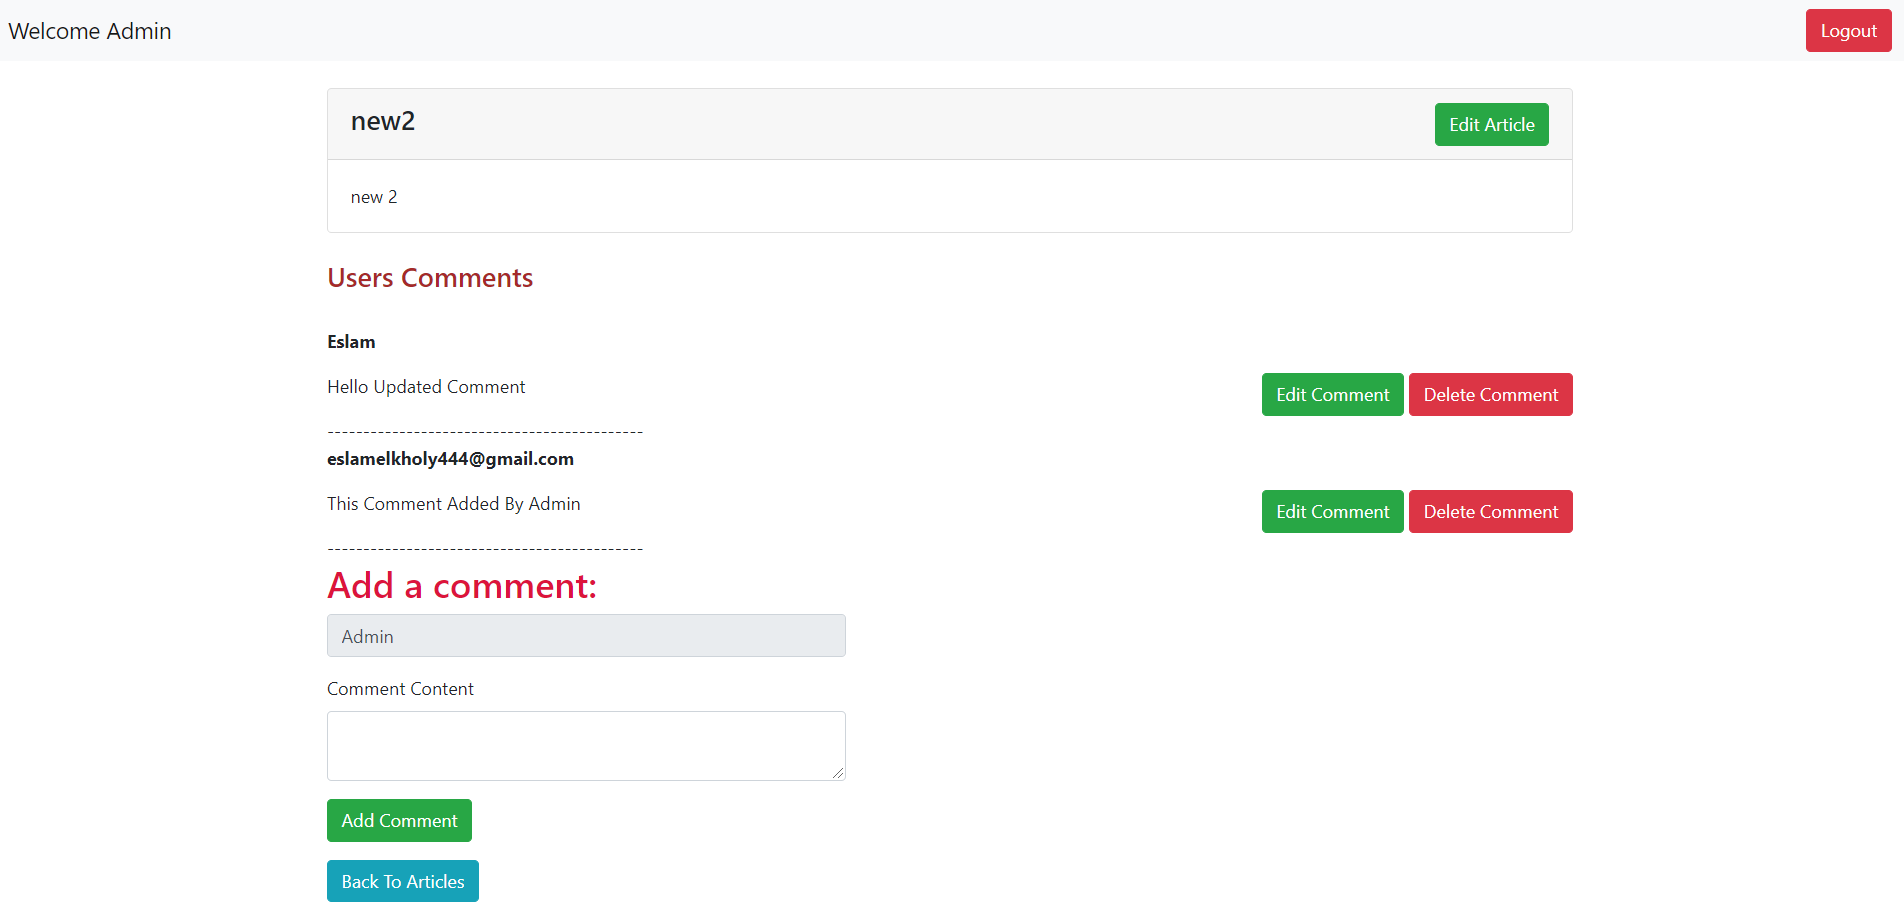 Welcome Admin
Logout
new2
Edit Article
new 2
Users Comments
Eslam
Hello Updated Comment
Edit Comment
Delete Comment
--------------------------------------------
eslamelkholy444@gmail.com
This Comment Added By Admin
Edit Comment
Delete Comment
--------------------------------------------
Add a comment:
Admin
Comment Content
Add Comment
Back To Articles